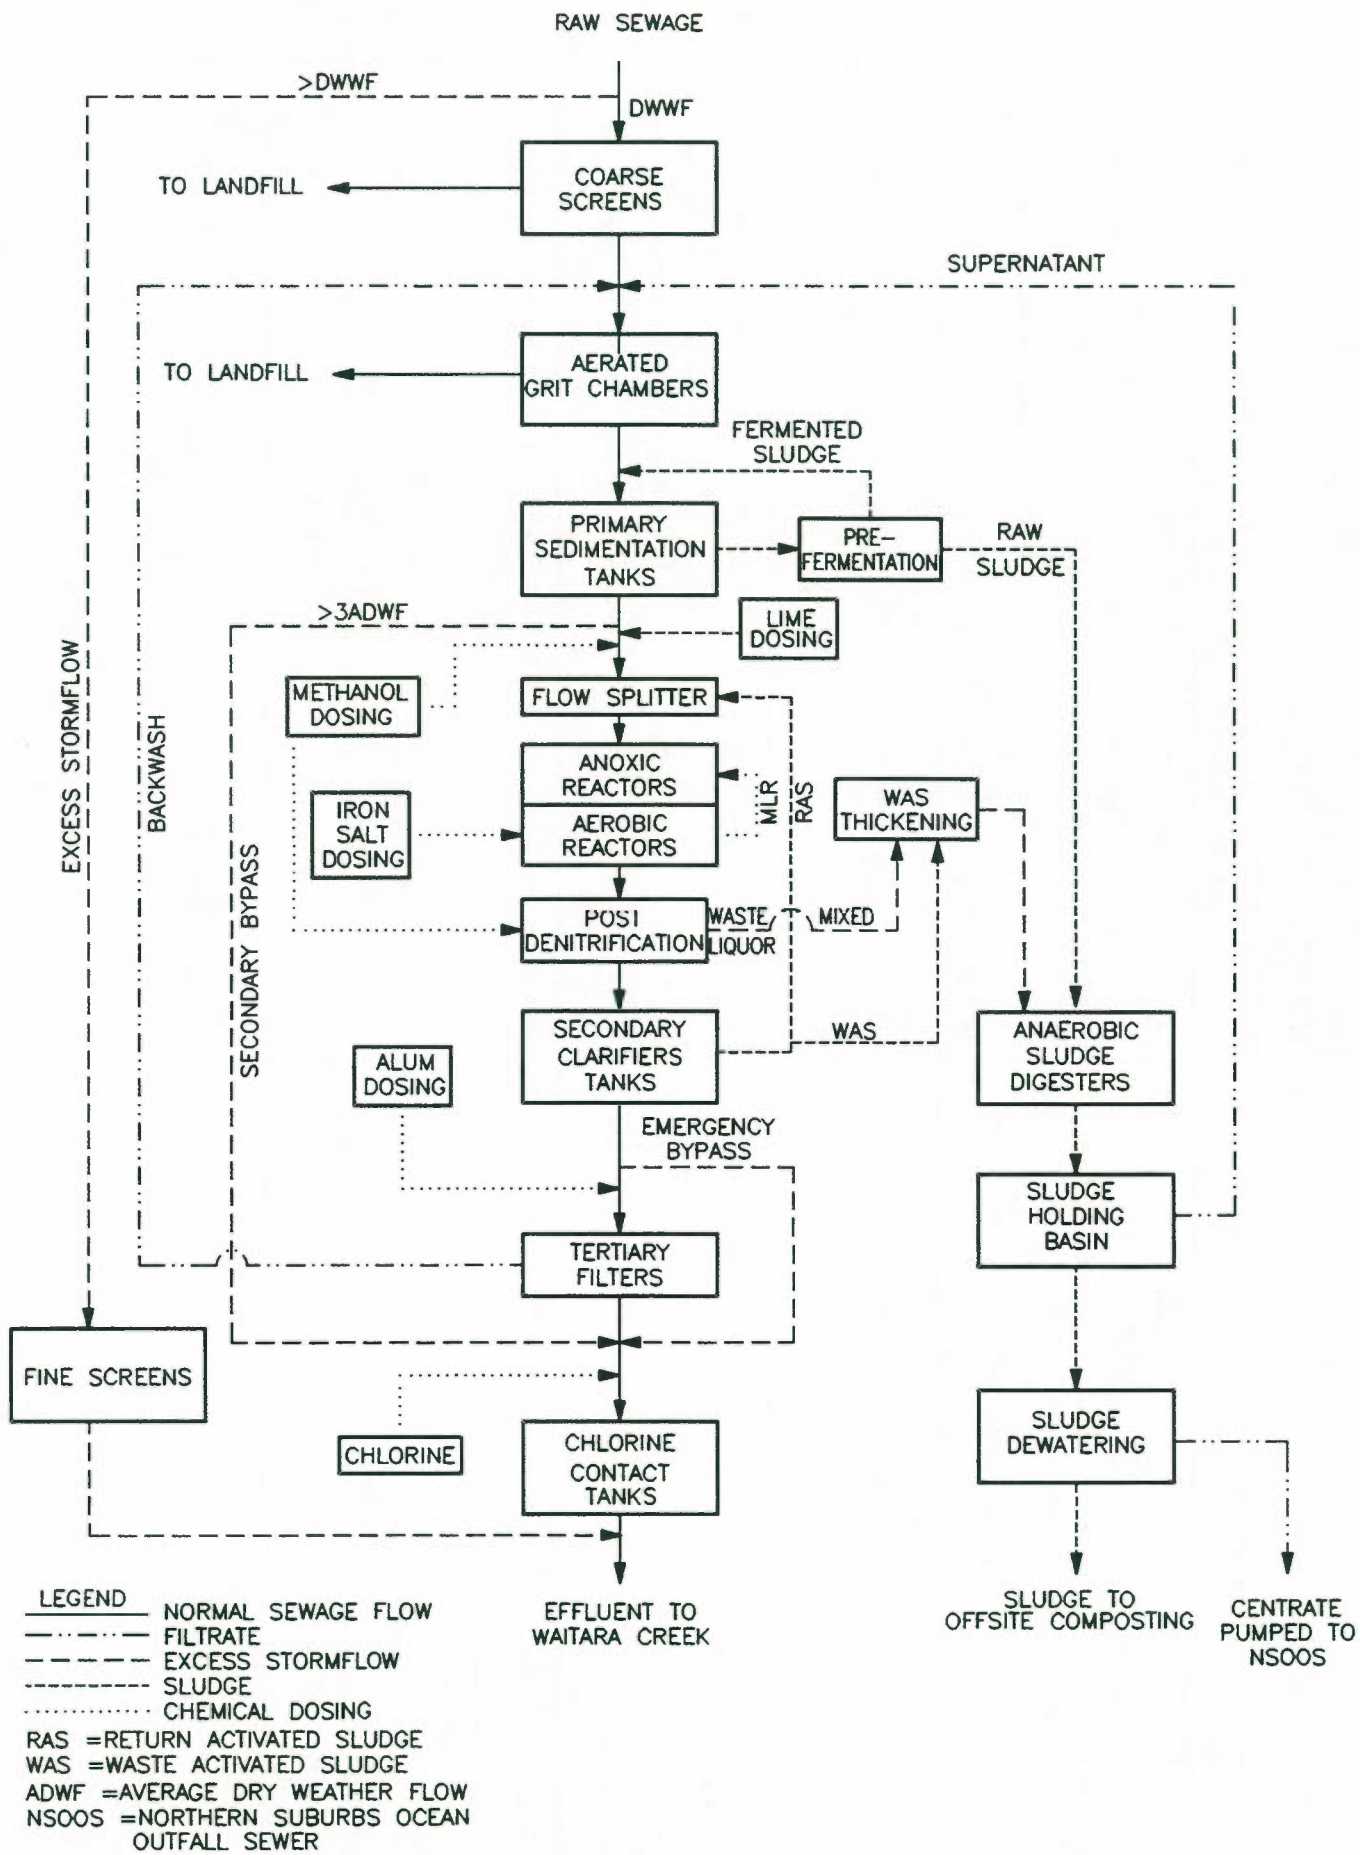 RAW SEWAGE
>DWWF
DWWF
COARSE
SCREENS
TO LANDFILL
SUPERNATANT
AERATED
GRIT CHAMBERS
TO LANDFILL
FERMENTED
SLUDGE
PRIMARY
SEDIMENTATION
TANKS
PRE-
FERMENTATION
RAW
SLUDGE
>3ADWF
LIME
DOSING
METHANOL
DOSING
FLOW SPLITTER
EXCESS STORMFLOW
BACKWASH
SECONDARY BYPASS
ANOXIC
REACTORS
MLR
RAS
IRON
SALT
DOSING
AEROBIC
REACTORS
WAS
THICKENING
POST
DENITRIFICATION
WASTE MIXED
LIQUOR
SECONDARY
CLARIFIERS
TANKS
WAS
ANAEROBIC
SLUDGE
DIGESTERS
ALUM
DOSING
EMERGENCY
BYPASS
SLUDGE
HOLDING
BASIN
TERTIARY
FILTERS
FINE SCREENS
CHLORINE
CHLORINE
CONTACT
TANKS
SLUDGE
DEWATERING
EFFLUENT TO
WAITARA CREEK
SLUDGE TO
OFFSITE COMPOSTING
CENTRATE
PUMPED TO
NSOOS
LEGEND
NORMAL SEWAGE FLOW
FILTRATE
EXCESS STORMFLOW
SLUDGE
CHEMICAL DOSING
RAS =RETURN ACTIVATED SLUDGE
WAS =WASTE ACTIVATED SLUDGE
ADWF =AVERAGE DRY WEATHER FLOW
NSOOS =NORTHERN SUBURBS OCEAN
OUTFALL SEWER